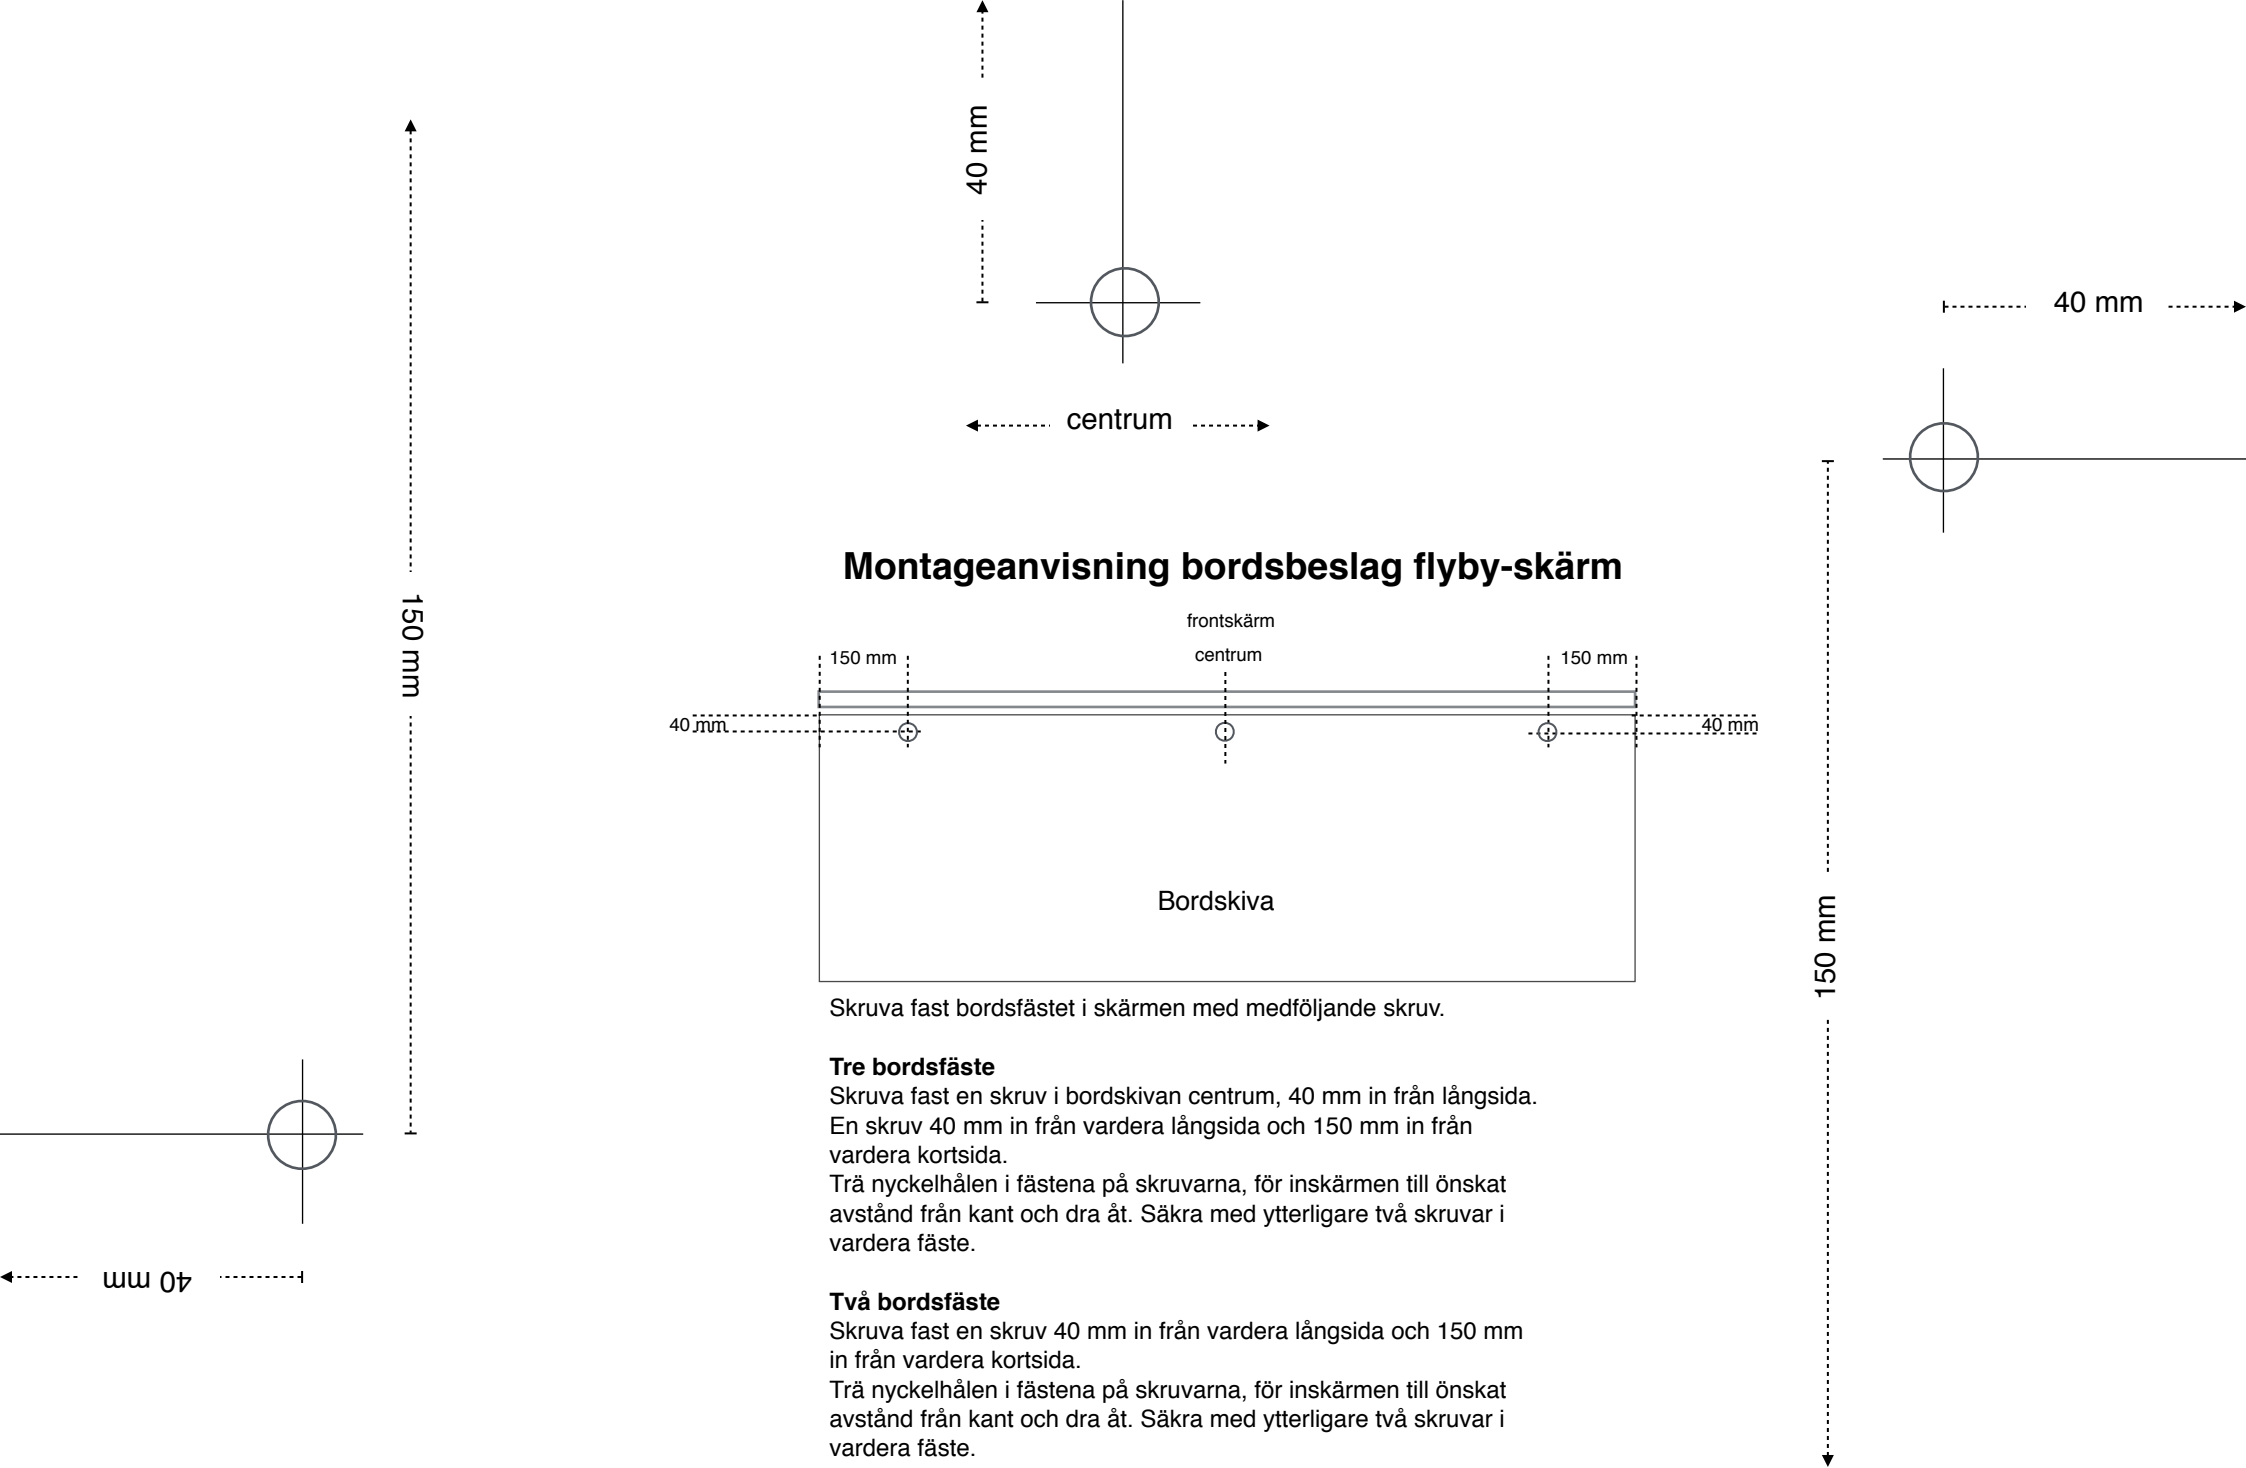 40 mm
40 mm
centrum
Montageanvisning bordsbeslag flyby-skärm
frontskärm
150 mm
centrum
150 mm
150 mm
40 mm
40 mm
Bordskiva
150 mm
Skruva fast bordsfästet i skärmen med medföljande skruv.
Tre bordsfäste
Skruva fast en skruv i bordskivan centrum, 40 mm in från långsida.
En skruv 40 mm in från vardera långsida och 150 mm in från
vardera kortsida.
Trä nyckelhålen i fästena på skruvarna, för inskärmen till önskat
avstånd från kant och dra åt. Säkra med ytterligare två skruvar i
vardera fäste.
40 mm
Två bordsfäste
Skruva fast en skruv 40 mm in från vardera långsida och 150 mm
in från vardera kortsida.
Trä nyckelhålen i fästena på skruvarna, för inskärmen till önskat
avstånd från kant och dra åt. Säkra med ytterligare två skruvar i
vardera fäste.